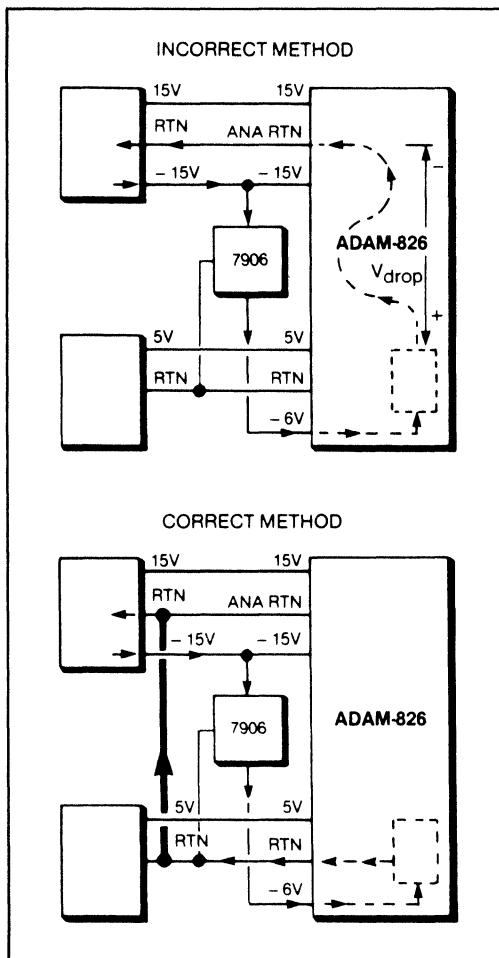 INCORRECT METHOD
15V 15V
RTN ANA RTN
– 15V – 15V
7906
ADAM-826
Vdrop
–
+
5V 5V
RTN RTN
– 6V
CORRECT METHOD
15V 15V
RTN ANA RTN
– 15V – 15V
7906
ADAM-826
5V 5V
RTN RTN
– 6V